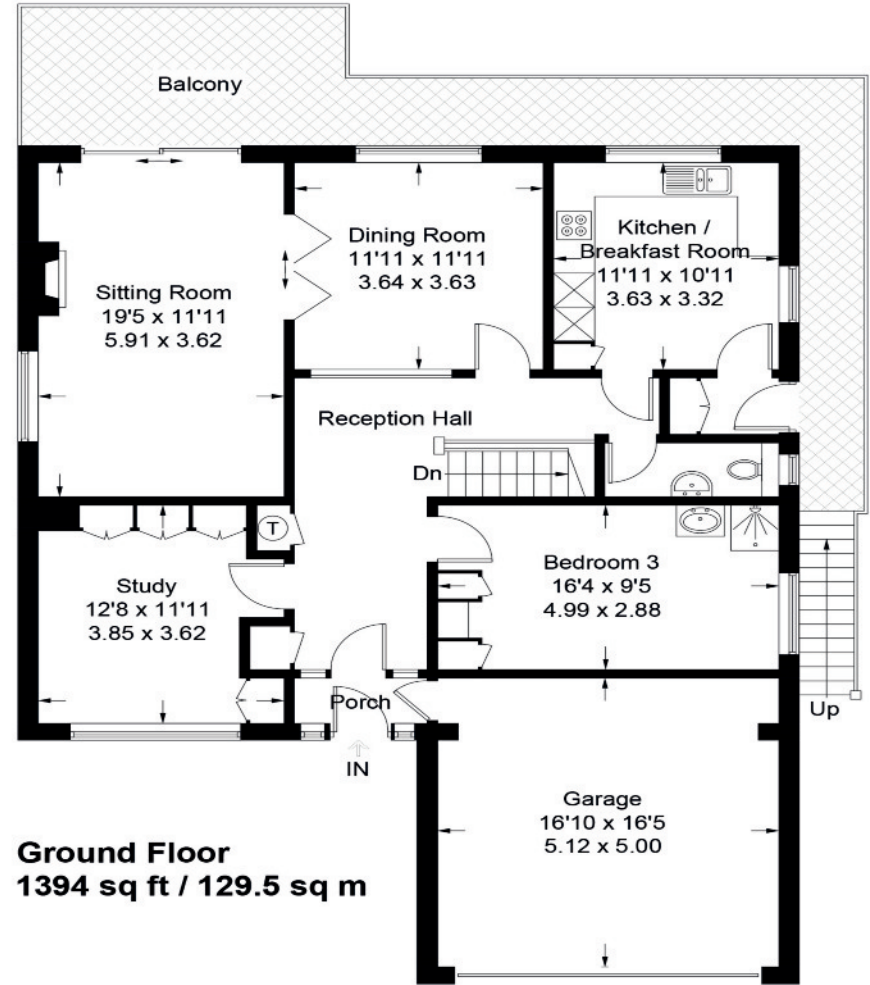 Balcony
Dining Room
11'11 x 11'11
3.64 x 3.63
Kitchen /
Breakfast Room
11'11 x 10'11
3.63 x 3.32
Sitting Room
19'5 x 11'11
5.91 x 3.62
Reception Hall
Dn
T
Study
12'8 x 11'11
3.85 x 3.62
Bedroom 3
16'4 x 9'5
4.99 x 2.88
Porch
Up
IN
Garage
16'10 x 16'5
5.12 x 5.00
Ground Floor
1394 sq ft / 129.5 sq m